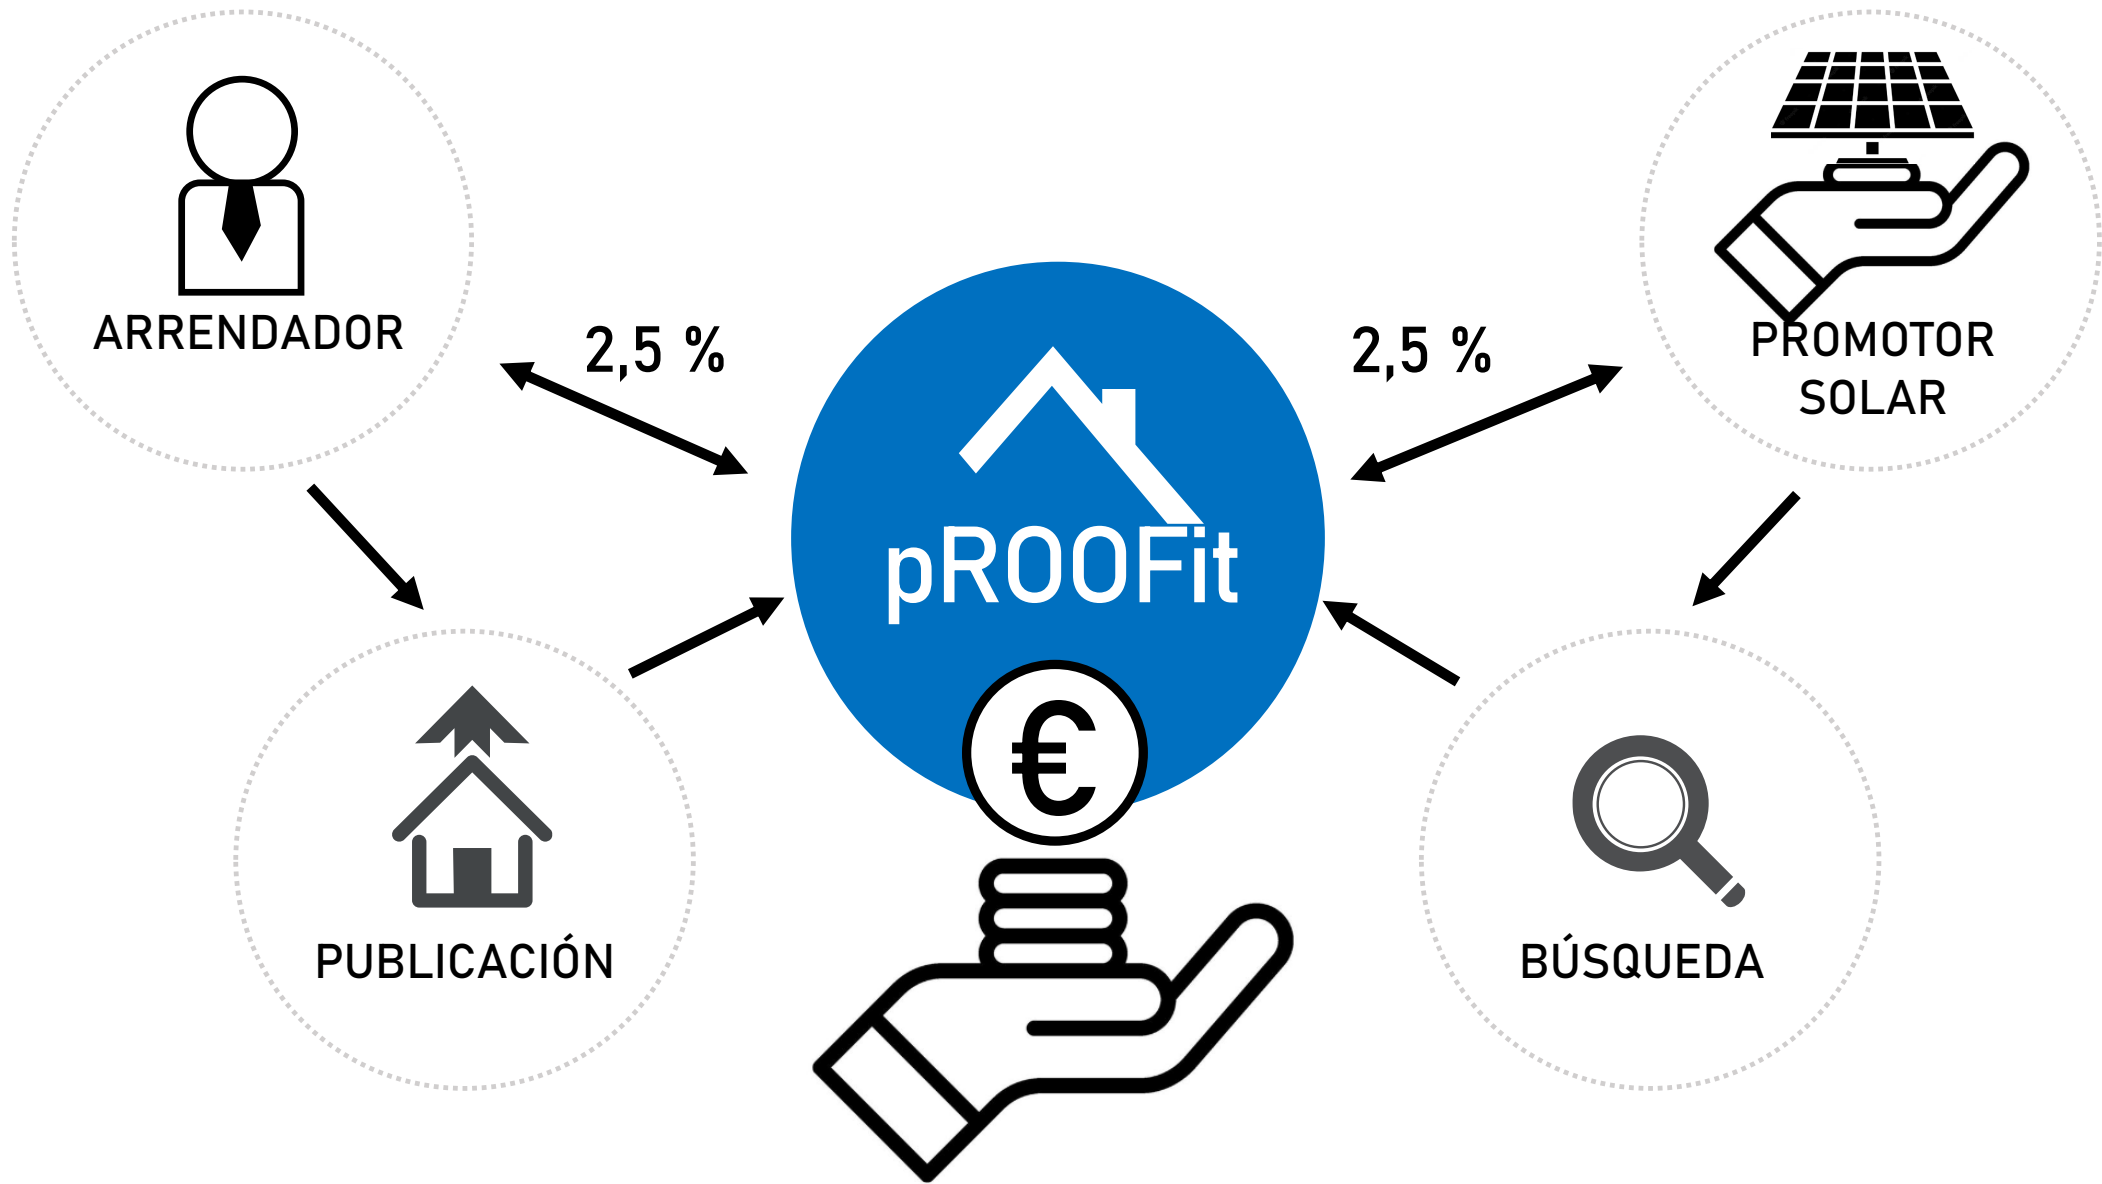 ARRENDADOR
2,5 %
2,5 %
PROMOTOR
SOLAR
pROOFit
€
PUBLICACIÓN
BÚSQUEDA